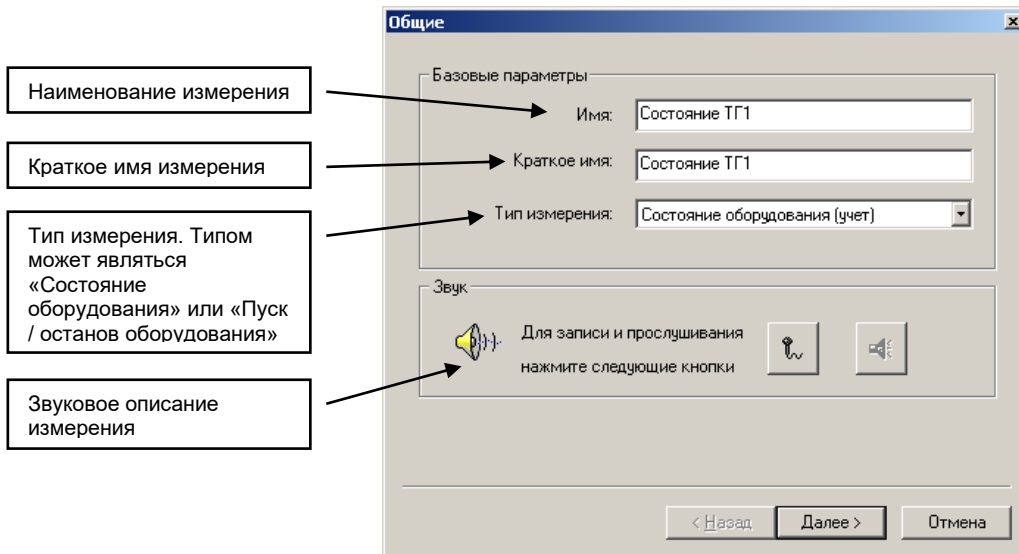 Наименование измерения
Краткое имя измерения
Тип измерения. Типом
может являться
«Состояние
оборудования» или «Пуск
/ останов оборудования»
Звуковое описание
измерения
Общие
Базовые параметры
Имя: Состояние ТГ1
Краткое имя: Состояние ТГ1
Тип измерения: Состояние оборудования (учет)
Звук
Для записи и прослушивания
нажмите следующие кнопки
< Назад Далее > Отмена